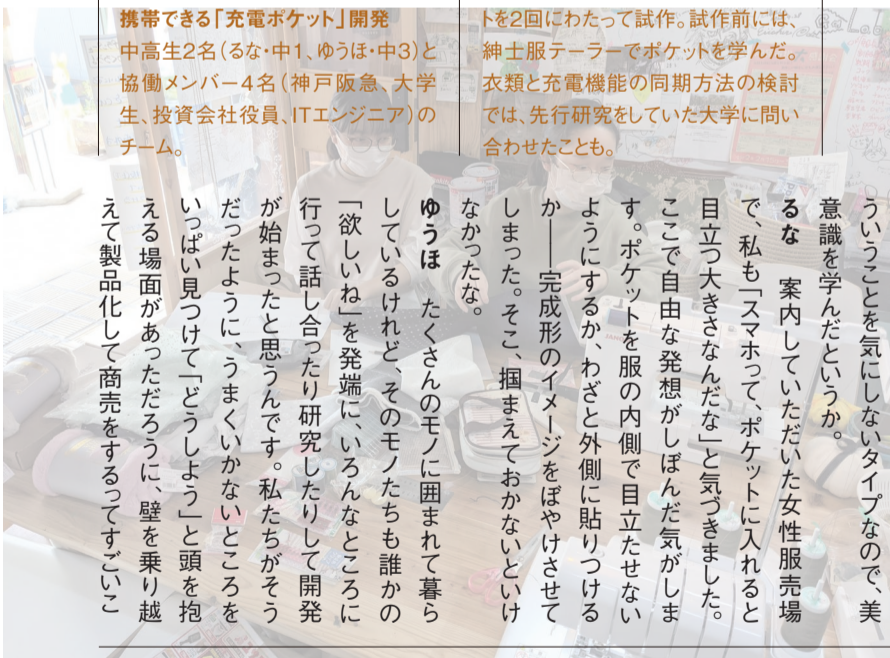 携帯できる「充電ポケット」開発
中高生2名（るな・中1、ゆうほ・中3）と
協働メンバー4名（神戸阪急、大学
生、投資会社役員、ITエンジニア）の
チーム。
トを2回にわたって試作。試作前には、
紳士服テーラーでポケットを学んだ。
衣類と充電機能の同期方法の検討
では、先行研究をしていた大学に問い
合わせたことも。
ういうことを気にしないタイプなので、美
意識を学んだというか。
るな　案内していただいた女性服売場
で、私も「スマホって、ポケットに入れると
目立つ大きさなんだな」と気づきました。
ここで自由な発想がしぼんだ気がしま
す。ポケットを服の内側で目立たせない
ようにするか、わざと外側に貼りつける
か――完成形のイメージをぼやけさせて
しまった。そこ、掴まえておかないといけ
なかったな。
ゆうほ　たくさんのモノに囲まれて暮ら
しているけれど、そのモノたちも誰かの
「欲しいね」を発端に、いろんなところに
行って話し合ったり研究したりして開発
が始まったと思うんです。私たちがそう
だったように、うまくいかないところを
いっぱい見つけて「どうしよう」と頭を抱
える場面があっただろうに、壁を乗り越
えて製品化して商売をするってすごいこ